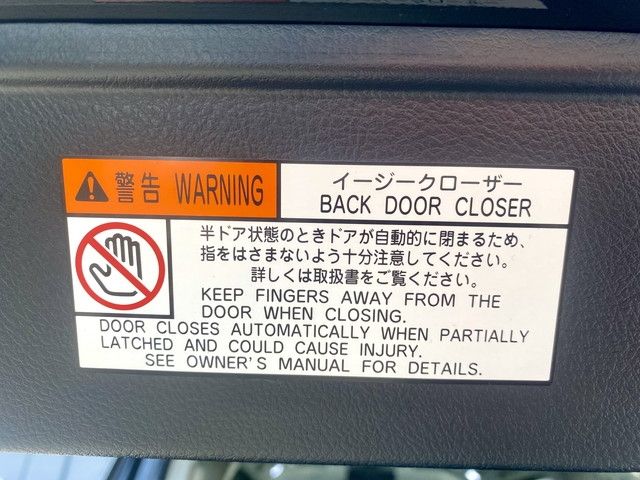 警告 WARNING
イージークローザー
BACK DOOR CLOSER
半ドア状態のときドアが自動的に閉まるため、
指をはさまないよう十分注意してください。
詳しくは取扱書をご覧ください。
KEEP FINGERS AWAY FROM THE
DOOR WHEN CLOSING.
DOOR CLOSES AUTOMATICALLY WHEN PARTIALLY
LATCHED AND COULD CAUSE INJURY.
SEE OWNER'S MANUAL FOR DETAILS.